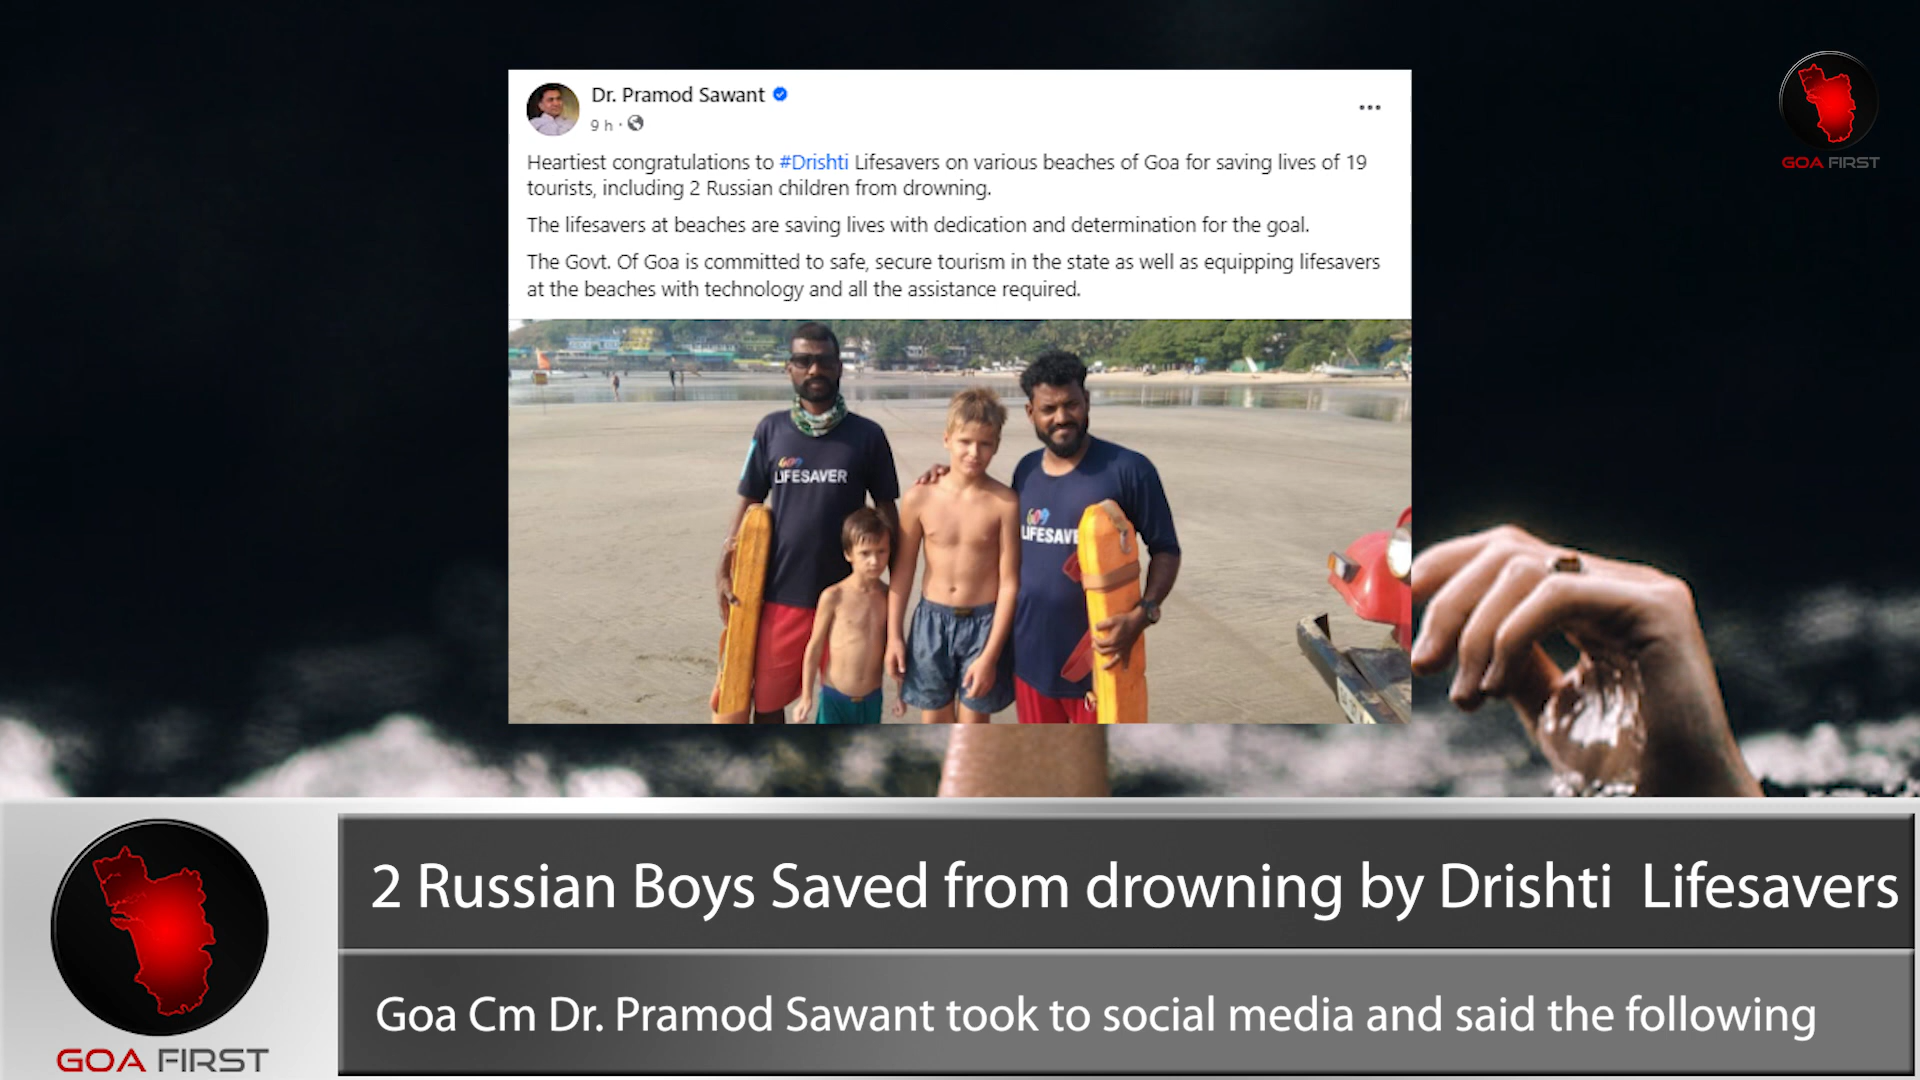 Dr. Pramod Sawant
9 h ·
Heartiest congratulations to #Drishti Lifesavers on various beaches of Goa for saving lives of 19
tourists, including 2 Russian children from drowning.
The lifesavers at beaches are saving lives with dedication and determination for the goal.
The Govt. Of Goa is committed to safe, secure tourism in the state as well as equipping lifesavers
at the beaches with technology and all the assistance required.
GOA FIRST
GOA
LIFESAVER
GOA
LIFESAVE
2 Russian Boys Saved from drowning by Drishti  Lifesavers
Goa Cm Dr. Pramod Sawant took to social media and said the following
GOA FIRST